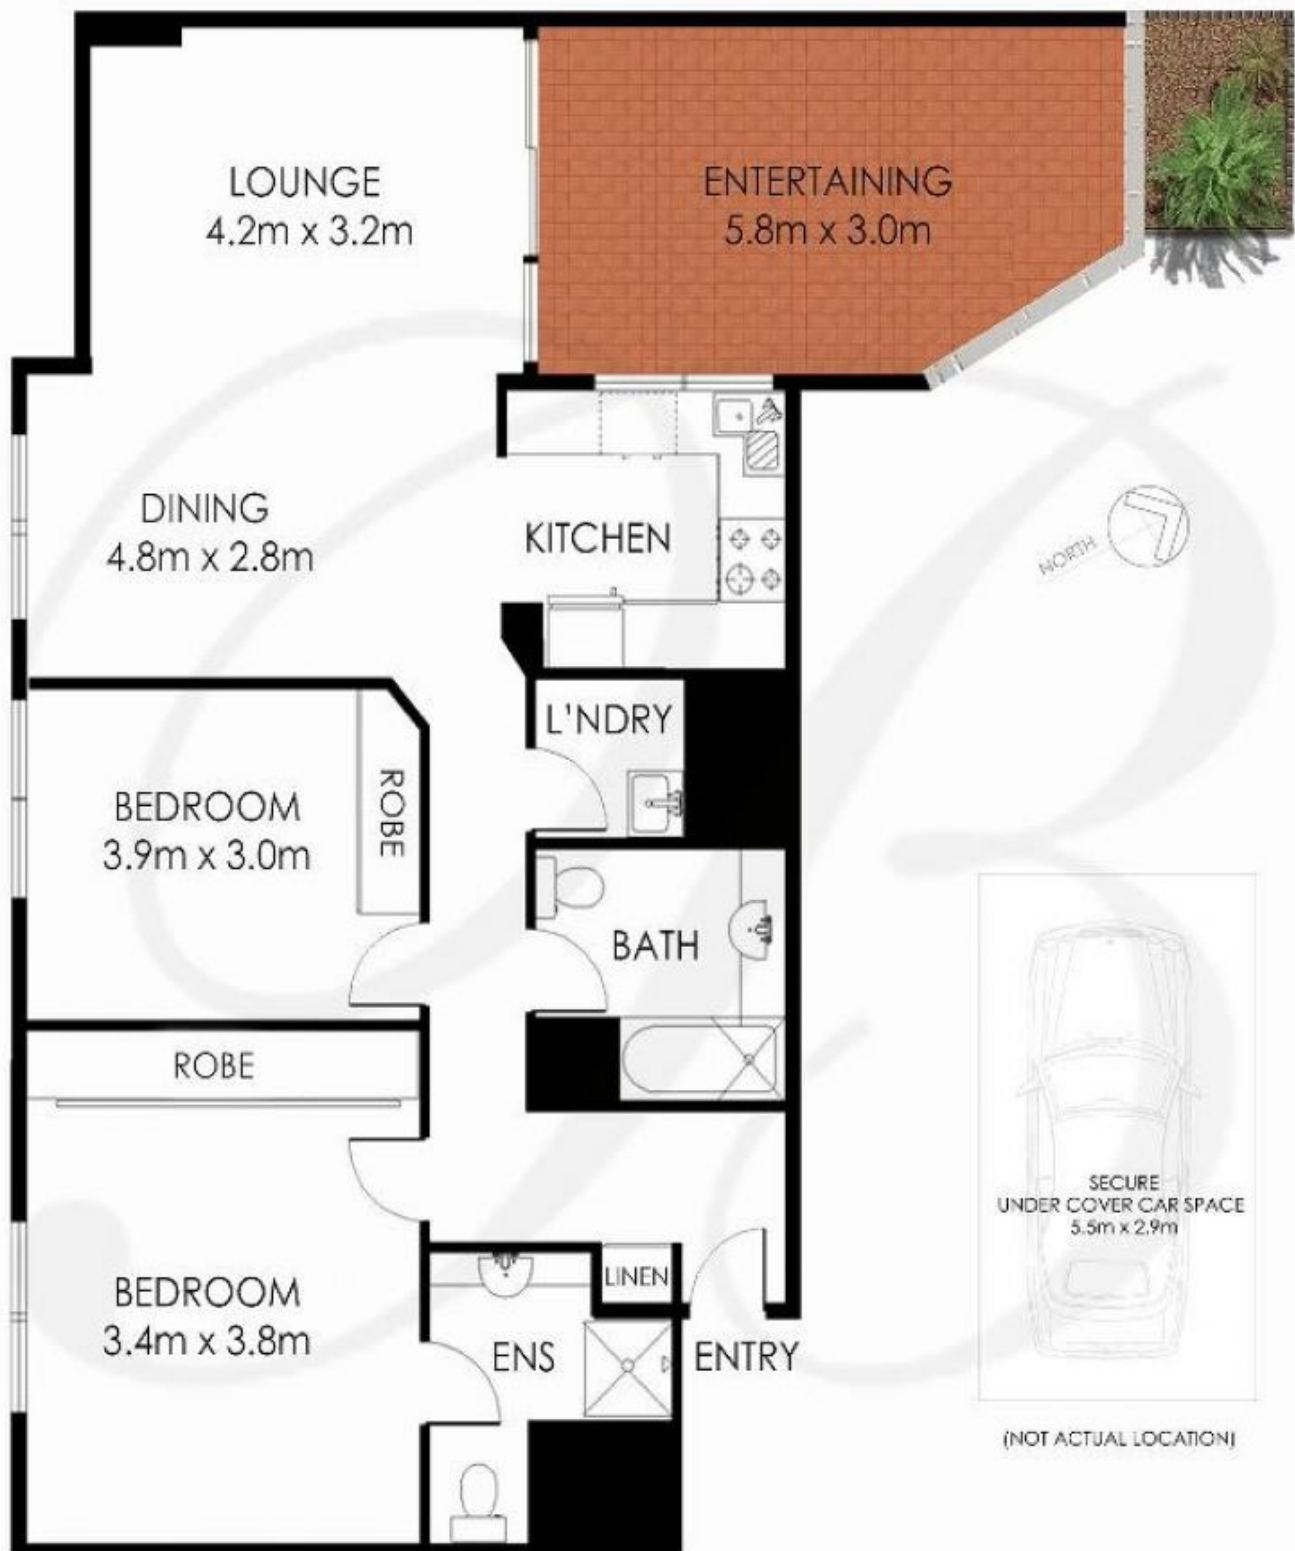 LOUNGE
4.2m x 3.2m
ENTERTAINING
5.8m x 3.0m
DINING
4.8m x 2.8m
KITCHEN
NORTH
L'NDRY
BEDROOM
3.9m x 3.0m
ROBE
BATH
ROBE
BEDROOM
3.4m x 3.8m
LINEN
ENS
ENTRY
SECURE
UNDER COVER CAR SPACE
5.5m x 2.9m
(NOT ACTUAL LOCATION)